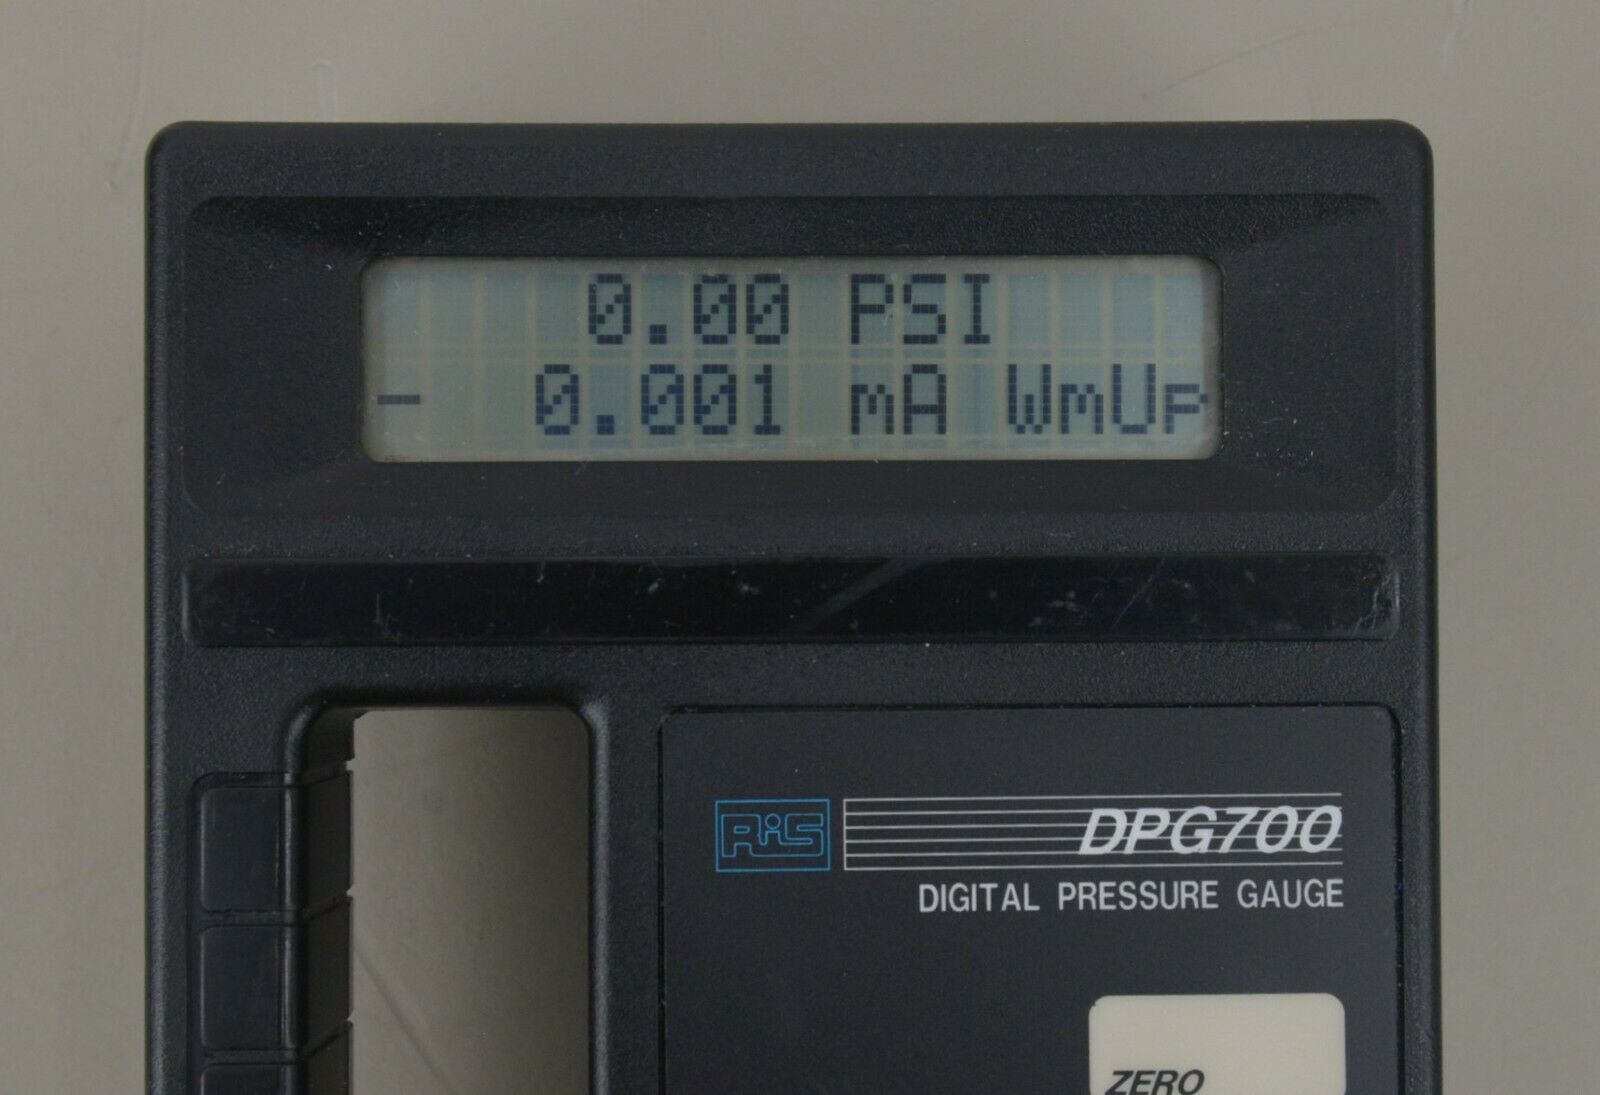 0.00 PSI
- 0.001 mA WmUp
RiS
DPG700
DIGITAL PRESSURE GAUGE
ZERO